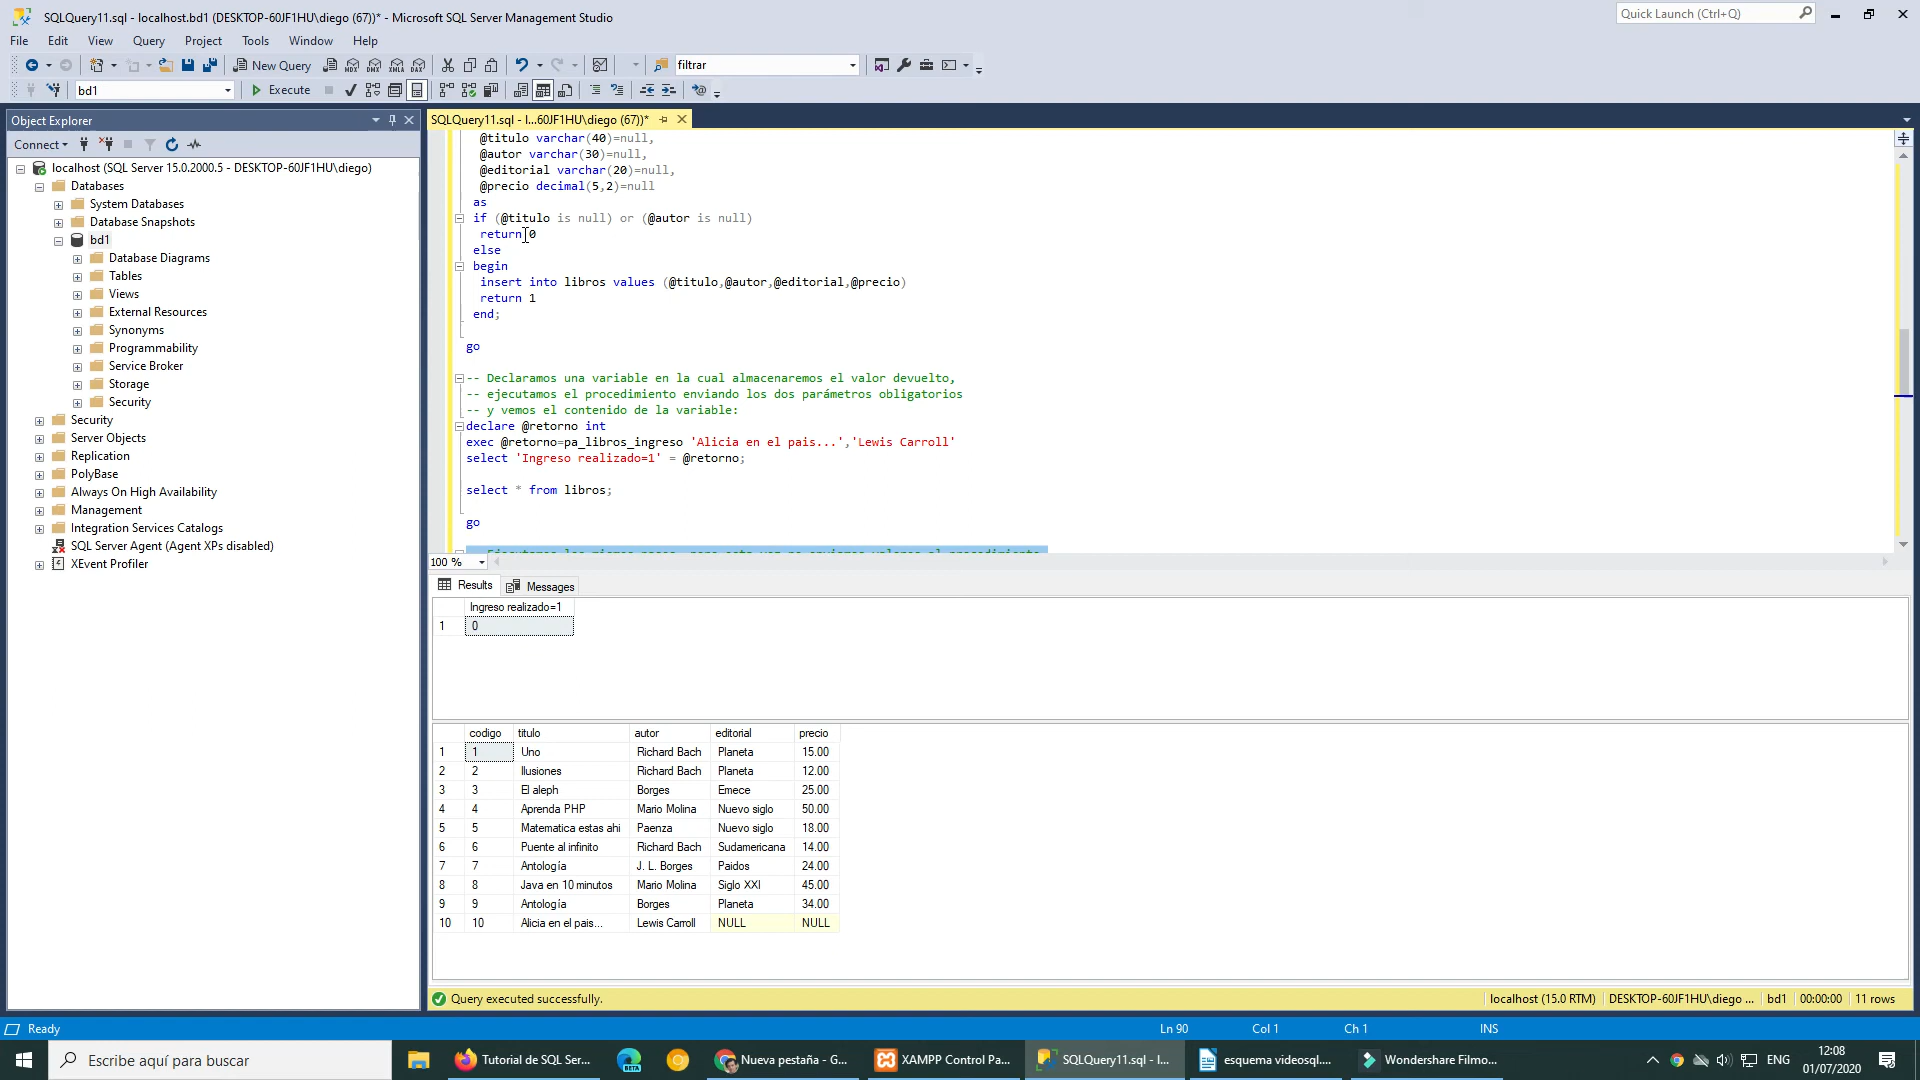 SQLQuery11.sql - localhost.bd1 (DESKTOP-60JF1HU\diego (67))* - Microsoft SQL Server Management Studio
Quick Launch (Ctrl+Q)
File Edit View Query Project Tools Window Help
New Query
MDX DMX XMLA DAX
filtrar
bd1
Execute
Object Explorer
SQLQuery11.sql - l...60JF1HU\diego (67))*
Connect
localhost (SQL Server 15.0.2000.5 - DESKTOP-60JF1HU\diego)
Databases
System Databases
Database Snapshots
bd1
Database Diagrams
Tables
Views
External Resources
Synonyms
Programmability
Service Broker
Storage
Security
Security
Server Objects
Replication
PolyBase
Always On High Availability
Management
Integration Services Catalogs
SQL Server Agent (Agent XPs disabled)
XEvent Profiler
@titulo varchar(40)=null,
@autor varchar(30)=null,
@editorial varchar(20)=null,
@precio decimal(5,2)=null
as
if (@titulo is null) or (@autor is null)
return 0
else
begin
insert into libros values (@titulo,@autor,@editorial,@precio)
return 1
end;
go
-- Declaramos una variable en la cual almacenaremos el valor devuelto,
-- ejecutamos el procedimiento enviando los dos parámetros obligatorios
-- y vemos el contenido de la variable:
declare @retorno int
exec @retorno=pa_libros_ingreso 'Alicia en el pais...','Lewis Carroll'
select 'Ingreso realizado=1' = @retorno;
select * from libros;
go
100 %
Results Messages
Ingreso realizado=1
1 0
codigo titulo autor editorial precio
1 1 Uno Richard Bach Planeta 15.00
2 2 Ilusiones Richard Bach Planeta 12.00
3 3 El aleph Borges Emece 25.00
4 4 Aprenda PHP Mario Molina Nuevo siglo 50.00
5 5 Matematica estas ahi Paenza Nuevo siglo 18.00
6 6 Puente al infinito Richard Bach Sudamericana 14.00
7 7 Antología J. L. Borges Paidos 24.00
8 8 Java en 10 minutos Mario Molina Siglo XXI 45.00
9 9 Antología Borges Planeta 34.00
10 10 Alicia en el pais... Lewis Carroll NULL NULL
Query executed successfully.
localhost (15.0 RTM) DESKTOP-60JF1HU\diego ... bd1 00:00:00 11 rows
Ready Ln 90 Col 1 Ch 1 INS
Escribe aquí para buscar
Tutorial de SQL Ser...
BETA
Nueva pestaña - G...
XAMPP Control Pa...
SQLQuery11.sql - l...
esquema videosql....
Wondershare Filmo...
ENG
12:08
01/07/2020